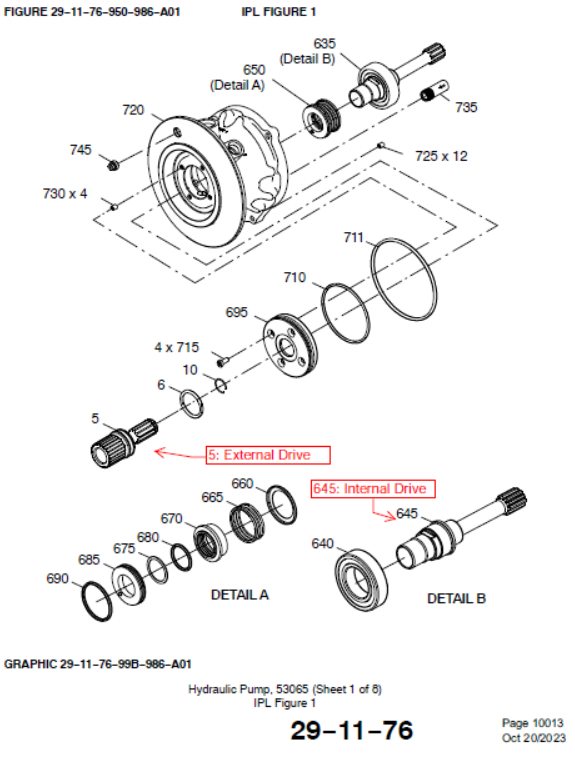 FIGURE 29-11-76-950-986-A01 IPL FIGURE 1
635
(Detail B)
650
(Detail A)
720
735
745
725 x 12
730 x 4
711
710
695
4 x 715
10
6
5
5: External Drive
660
645: Internal Drive
665
645
670
680
640
675
685
690
DETAIL A
DETAIL B
GRAPHIC 29-11-76-99B-986-A01
Hydraulic Pump, 53065 (Sheet 1 of 8)
IPL Figure 1
29-11-76
Page 10013
Oct 20/2023